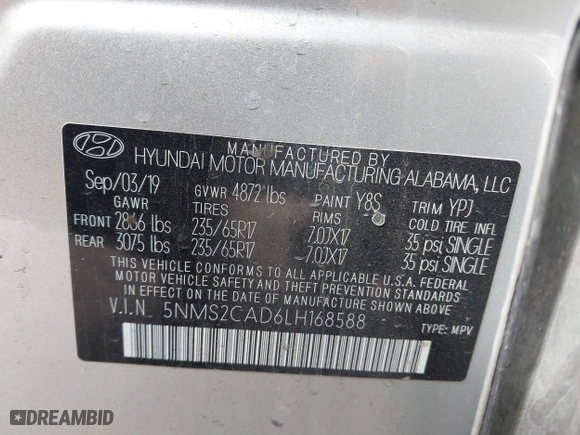 MANUFACTURED BY
HYUNDAI MOTOR MANUFACTURING ALABAMA, LLC
Sep/03/19 GVWR 4872 lbs PAINT Y8S TRIM YPJ
GAWR TIRES RIMS COLD TIRE INFL
FRONT 2866 lbs 235/65R17 7.0JX17 35 psi SINGLE
REAR 3075 lbs 235/65R17 7.0JX17 35 psi SINGLE
THIS VEHICLE CONFORMS TO ALL APPLICABLE U.S.A. FEDERAL
MOTOR VEHICLE SAFETY AND THEFT PREVENTION STANDARDS
IN EFFECT ON THE DATE OF MANUFACTURE SHOWN ABOVE.
V.I.N. 5NMS2CAD6LH168588 TYPE: MPV
DREAMBID